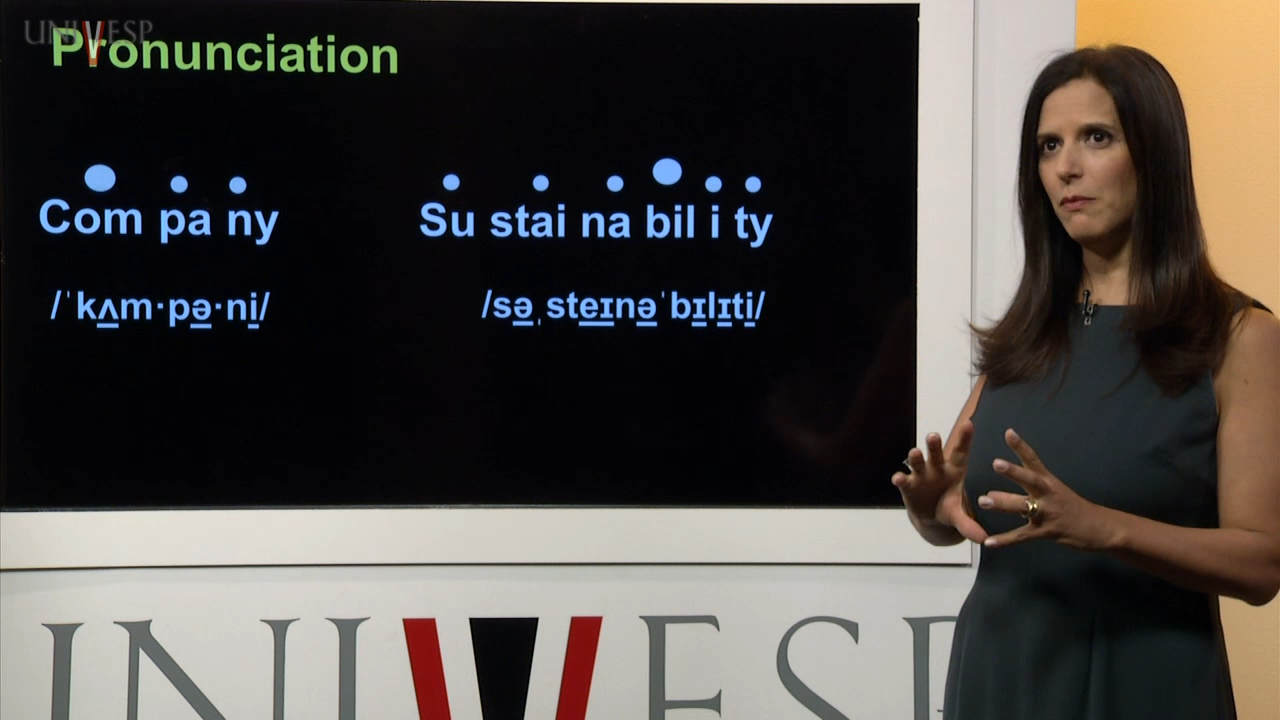 UNIVESP
Pronunciation
Com pa ny
Su stai na bil i ty
/ˈkʌm·pə·ni/
/səˌsteɪnəˈbɪlɪti/
UNIVESP